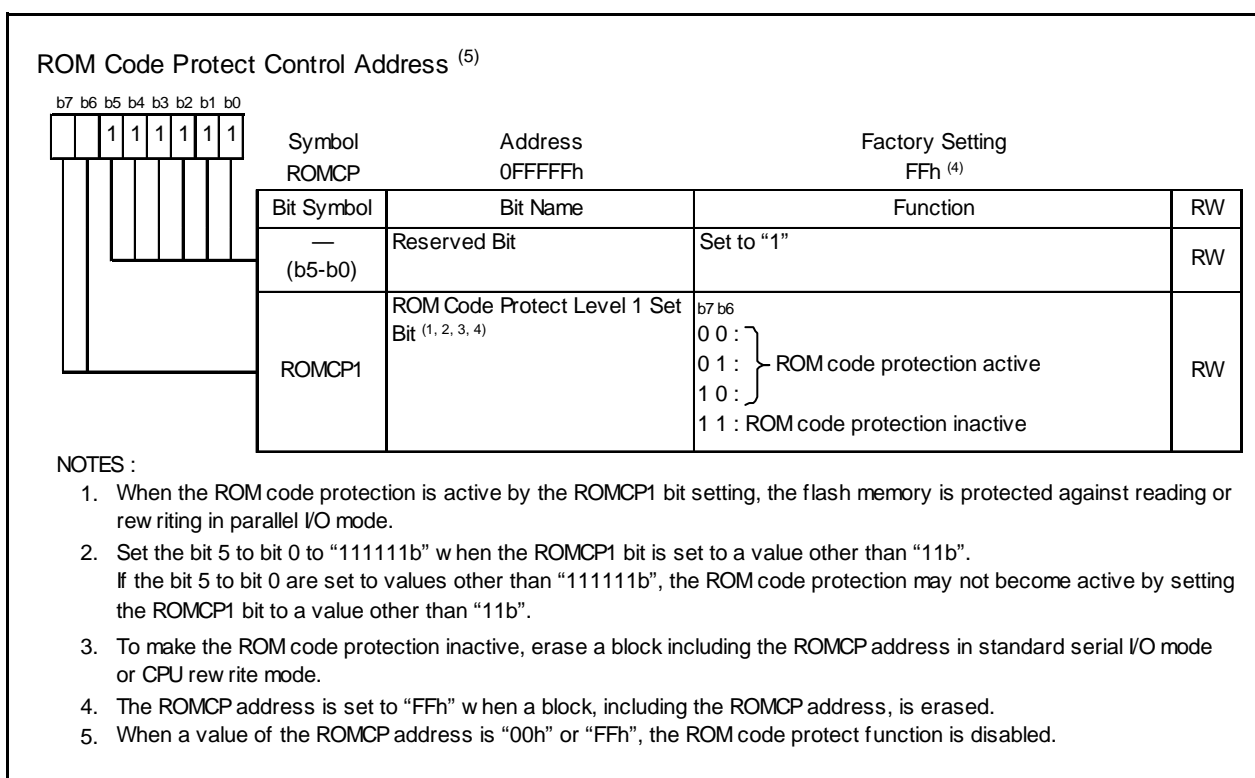 ROM Code Protect Control Address (5)
b7 b6 b5 b4 b3 b2 b1 b0
1 1 1 1 1 1
Symbol Address Factory Setting
ROMCP 0FFFFFh FFh (4)
Bit Symbol Bit Name Function RW
— (b5-b0) Reserved Bit Set to “1” RW
ROMCP1
ROM Code Protect Level 1 Set
Bit (1, 2, 3, 4)
b7 b6
0 0 :
0 1 : ROM code protection active
1 0 :
1 1 : ROM code protection inactive
RW
NOTES :
1. When the ROM code protection is active by the ROMCP1 bit setting, the flash memory is protected against reading or
rewriting in parallel I/O mode.
2. Set the bit 5 to bit 0 to “111111b” when the ROMCP1 bit is set to a value other than “11b”.
If the bit 5 to bit 0 are set to values other than “111111b”, the ROM code protection may not become active by setting
the ROMCP1 bit to a value other than “11b”.
3. To make the ROM code protection inactive, erase a block including the ROMCP address in standard serial I/O mode
or CPU rewrite mode.
4. The ROMCP address is set to “FFh” when a block, including the ROMCP address, is erased.
5. When a value of the ROMCP address is “00h” or “FFh”, the ROM code protect function is disabled.